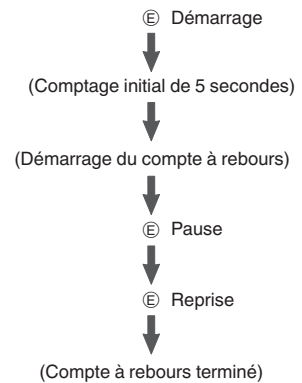 Ⓔ Démarrage
(Comptage initial de 5 secondes)
(Démarrage du compte à rebours)
Ⓔ Pause
Ⓔ Reprise
(Compte à rebours terminé)